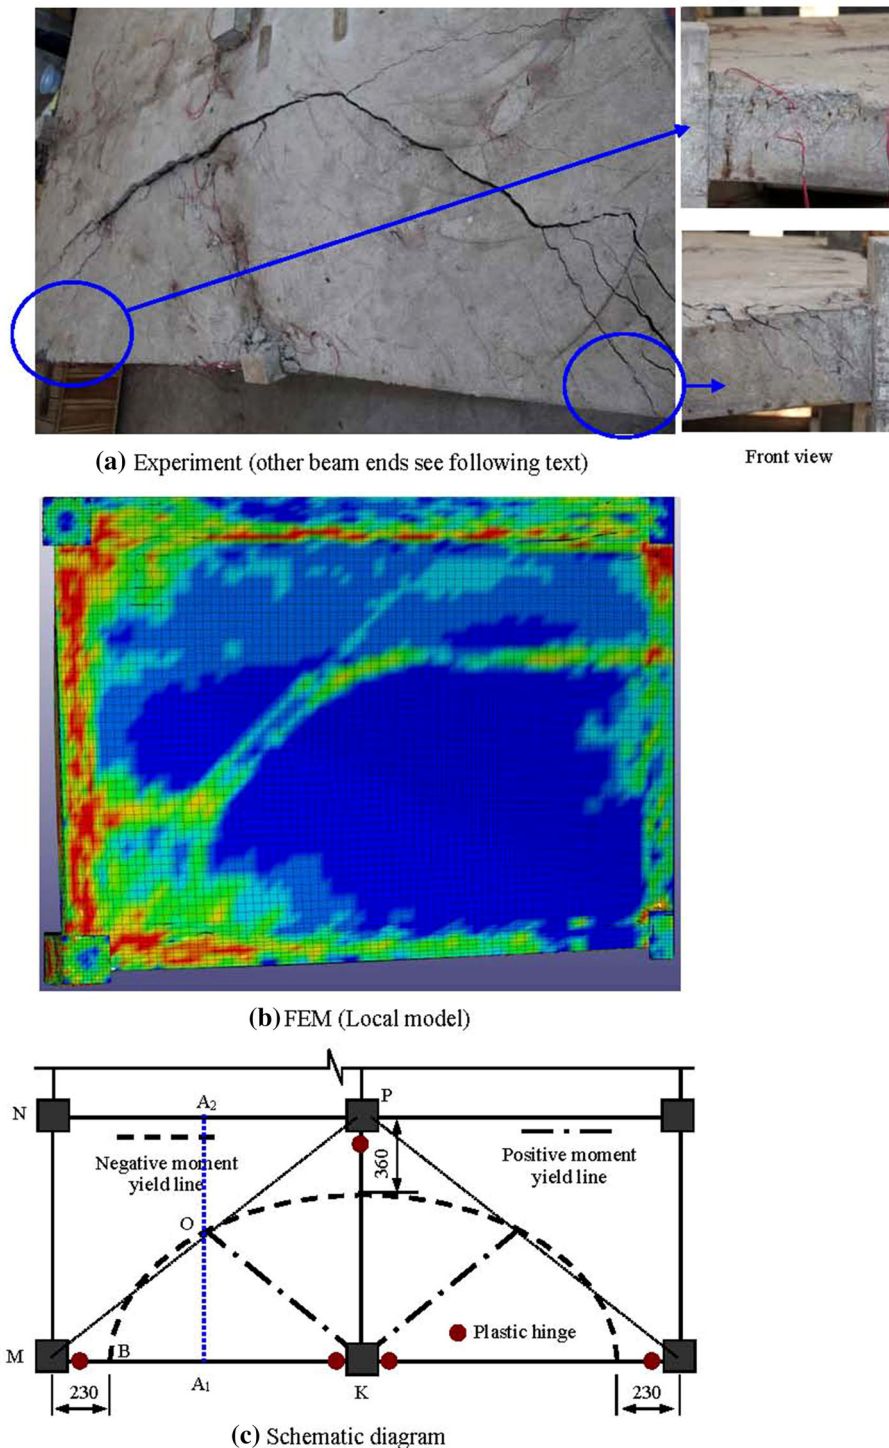 (a) Experiment (other beam ends see following text)
Front view
(b) FEM (Local model)
N
A2
P
Negative moment
yield line
360
Positive moment
yield line
O
Plastic hinge
M
B
A1
K
230
230
(c) Schematic diagram